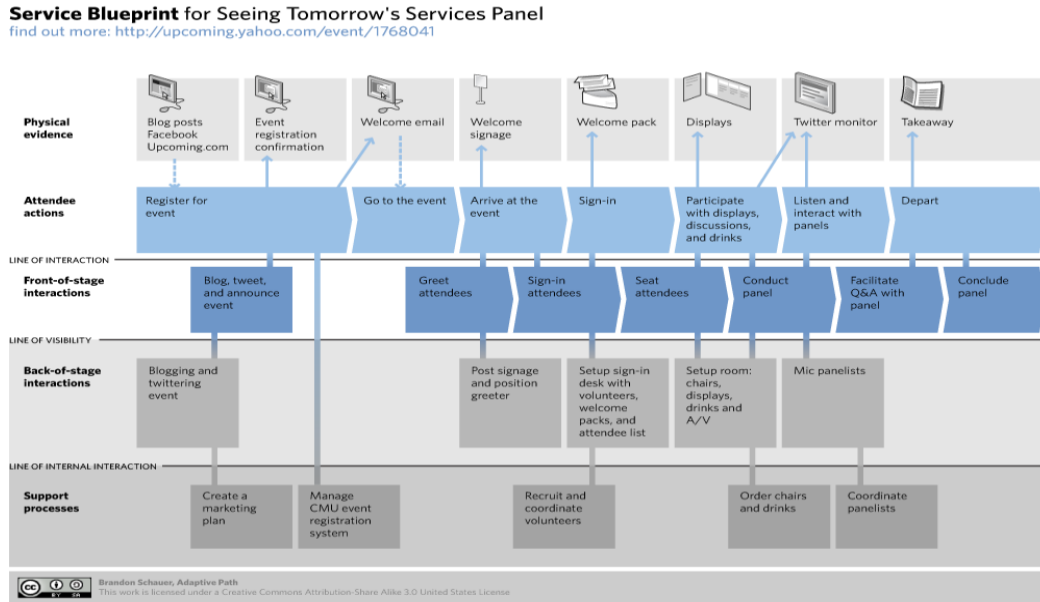 Service Blueprint for Seeing Tomorrow's Services Panel
find out more: http://upcoming.yahoo.com/event/1768041
Physical
evidence
Blog posts
Facebook
Upcoming.com
Event
registration
confirmation
Welcome email
Welcome
signage
Welcome pack
Displays
Twitter monitor
Takeaway
Attendee
actions
Register for
event
Go to the event
Arrive at the
event
Sign-in
Participate
with displays,
discussions,
and drinks
Listen and
interact with
panels
Depart
LINE OF INTERACTION
Front-of-stage
interactions
Blog, tweet,
and announce
event
Greet
attendees
Sign-in
attendees
Seat
attendees
Conduct
panel
Facilitate
Q&A with
panel
Conclude
panel
LINE OF VISIBILITY
Back-of-stage
interactions
Blogging and
twittering
event
Post signage
and position
greeter
Setup sign-in
desk with
volunteers,
welcome
packs, and
attendee list
Setup room:
chairs,
displays,
drinks and
A/V
Mic panelists
LINE OF INTERNAL INTERACTION
Support
processes
Create a
marketing
plan
Manage
CMU event
registration
system
Recruit and
coordinate
volunteers
Order chairs
and drinks
Coordinate
panelists
cc
BY SA
Brandon Schauer, Adaptive Path
This work is licensed under a Creative Commons Attribution-Share Alike 3.0 United States License